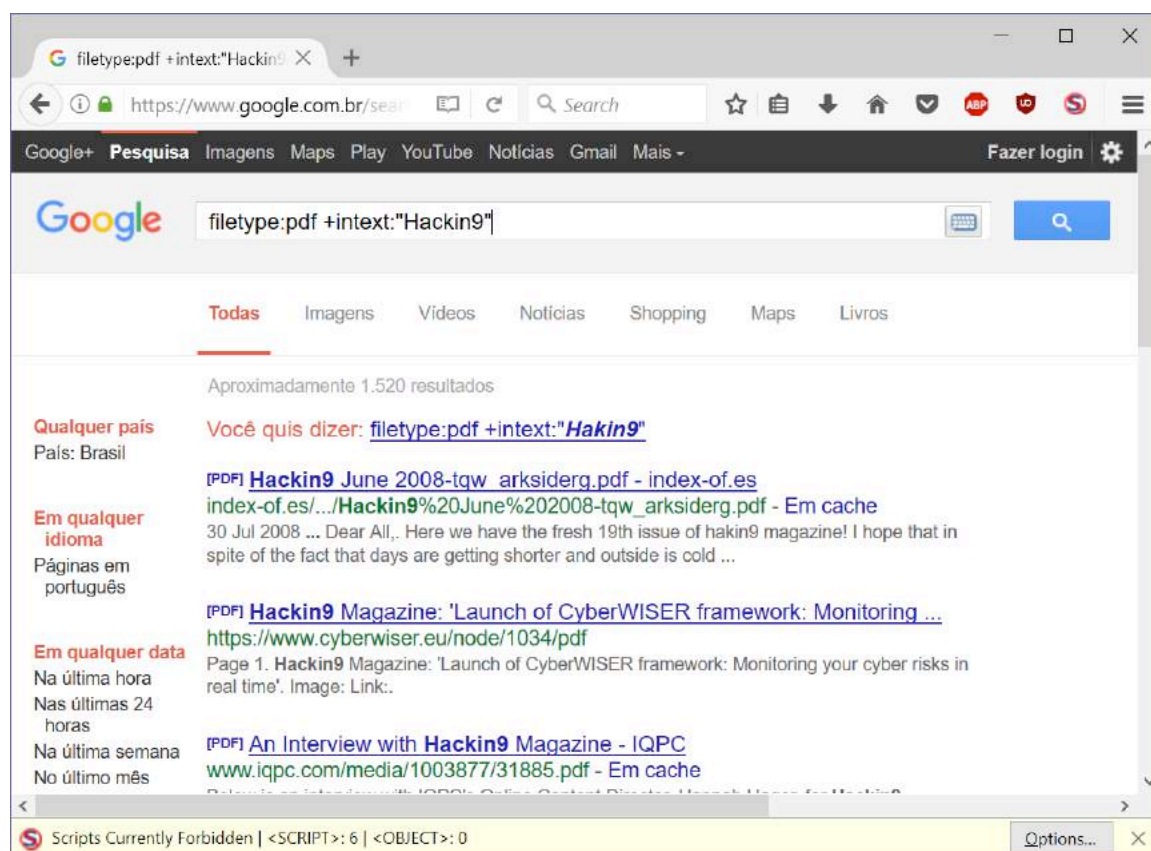 filetype:pdf +intext:"Hackin9
https://www.google.com.br/sear
Search
ABP
Google+ Pesquisa Imagens Maps Play YouTube Notícias Gmail Mais
Fazer login
Google
filetype:pdf +intext:"Hackin9"
Todas Imagens Vídeos Notícias Shopping Maps Livros
Aproximadamente 1.520 resultados
Qualquer país
País: Brasil
Em qualquer
idioma
Páginas em
português
Em qualquer data
Na última hora
Nas últimas 24
horas
Na última semana
No último mês
Você quis dizer: filetype:pdf +intext:"Hakin9"
[PDF] Hackin9 June 2008-tqw_arksiderg.pdf - index-of.es
index-of.es/.../Hackin9%20June%202008-tqw_arksiderg.pdf - Em cache
30 Jul 2008 ... Dear All,. Here we have the fresh 19th issue of hakin9 magazine! I hope that in
spite of the fact that days are getting shorter and outside is cold ...
[PDF] Hackin9 Magazine: 'Launch of CyberWISER framework: Monitoring ...
https://www.cyberwiser.eu/node/1034/pdf
Page 1. Hackin9 Magazine: 'Launch of CyberWISER framework: Monitoring your cyber risks in
real time'. Image: Link:.
[PDF] An Interview with Hackin9 Magazine - IQPC
www.iqpc.com/media/1003877/31885.pdf - Em cache
Scripts Currently Forbidden | <SCRIPT>: 6 | <OBJECT>: 0
Options...